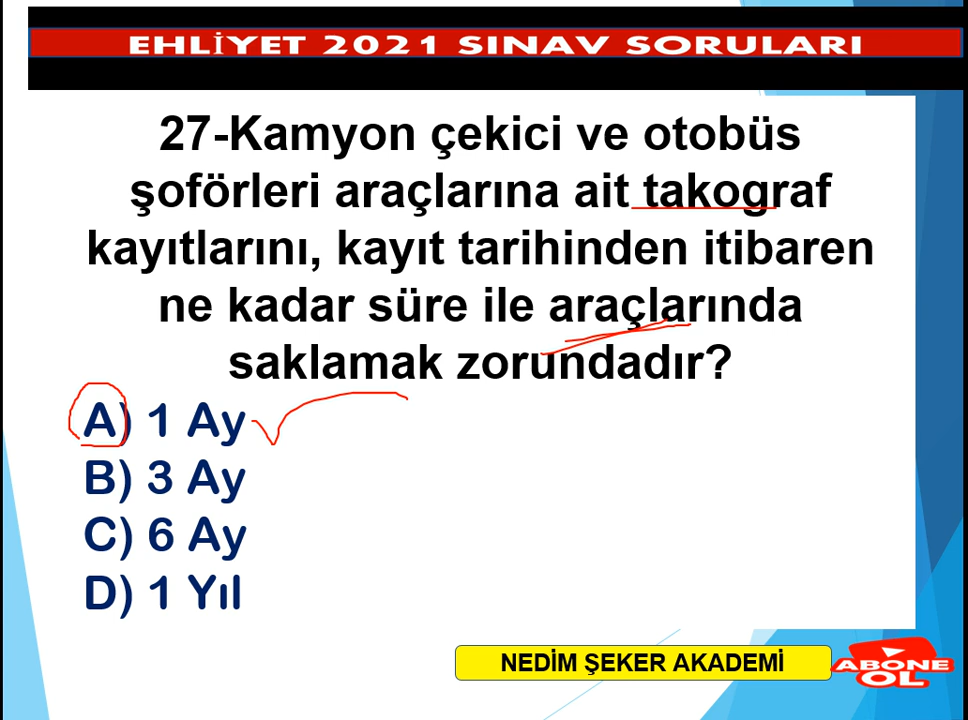 EHLİYET 2021 SINAV SORULARI
27-Kamyon çekici ve otobüs
şoförleri araçlarına ait takograf
kayıtlarını, kayıt tarihinden itibaren
ne kadar süre ile araçlarında
saklamak zorundadır?
A) 1 Ay
B) 3 Ay
C) 6 Ay
D) 1 Yıl
NEDİM ŞEKER AKADEMİ
ABONE
OL